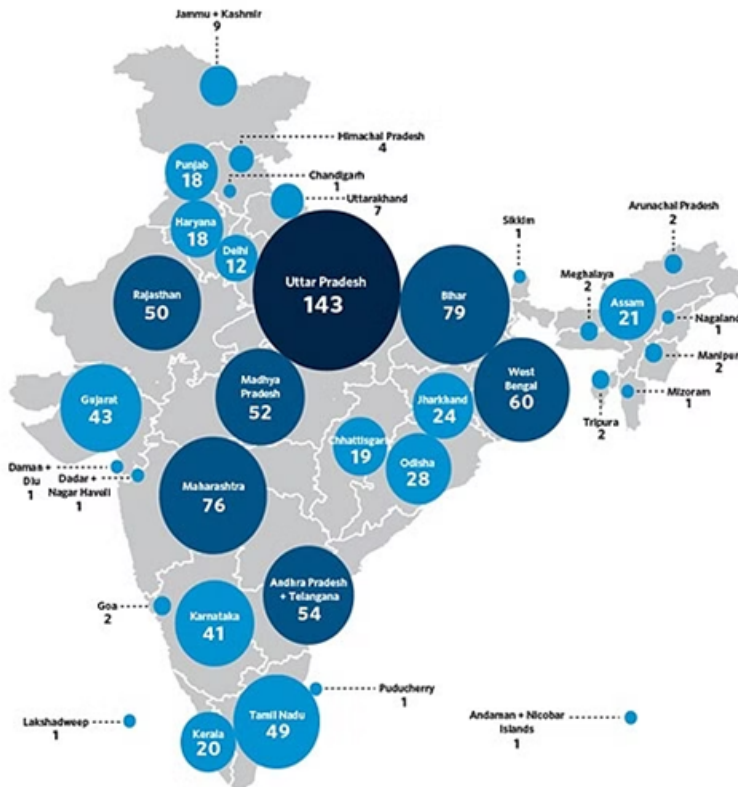 Jammu + Kashmir
9
Himachal Pradesh
4
Punjab
18
Chandigarh
1
Uttarakhand
7
Haryana
18
Delhi
12
Sikkim
1
Arunachal Pradesh
2
Uttar Pradesh
143
Bihar
79
Meghalaya
2
Assam
21
Nagaland
1
Rajasthan
50
Manipur
2
Mizoram
1
Tripura
2
West
Bengal
60
Madhya
Pradesh
52
Jharkhand
24
Gujarat
43
Chhattisgarh
19
Odisha
28
Daman +
Diu
1
Dadar +
Nagar Haveli
1
Maharashtra
76
Andhra Pradesh
+ Telangana
54
Goa
2
Karnataka
41
Puducherry
1
Lakshadweep
1
Kerala
20
Tamil Nadu
49
Andaman + Nicobar
Islands
1